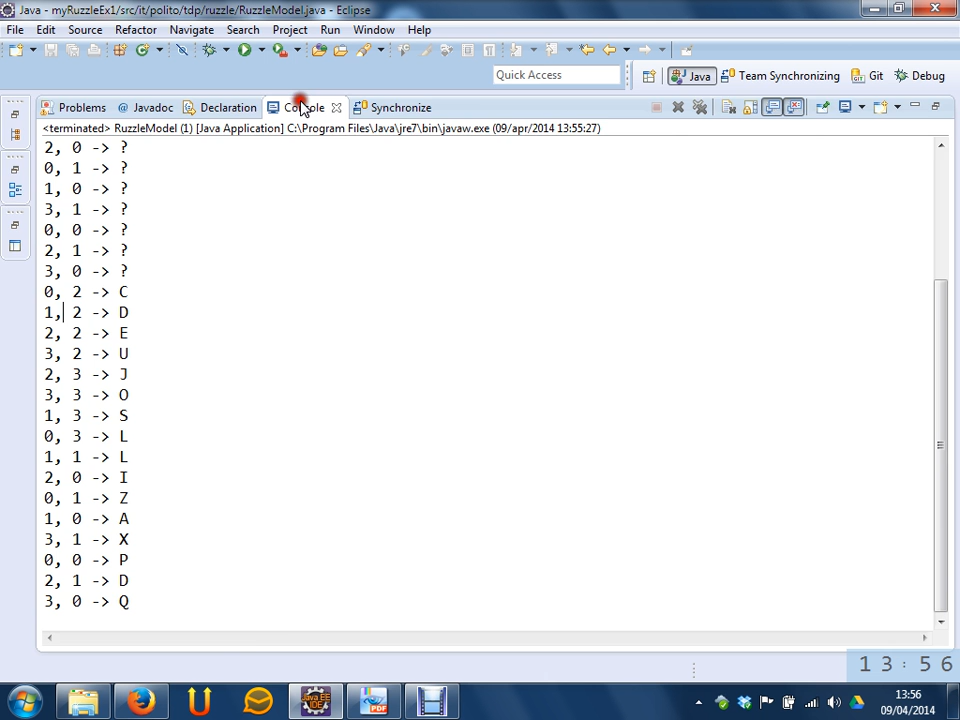 Java - myRuzzleEx1/src/it/polito/tdp/ruzzle/RuzzleModel.java - Eclipse
File Edit Source Refactor Navigate Search Project Run Window Help
Quick Access
Java Team Synchronizing Git Debug
Problems @ Javadoc Declaration Console Synchronize
<terminated> RuzzleModel (1) [Java Application] C:\Program Files\Java\jre7\bin\javaw.exe (09/apr/2014 13:55:27)
2, 0 -> ?
0, 1 -> ?
1, 0 -> ?
3, 1 -> ?
0, 0 -> ?
2, 1 -> ?
3, 0 -> ?
0, 2 -> C
1, 2 -> D
2, 2 -> E
3, 2 -> U
2, 3 -> J
3, 3 -> O
1, 3 -> S
0, 3 -> L
1, 1 -> L
2, 0 -> I
0, 1 -> Z
1, 0 -> A
3, 1 -> X
0, 0 -> P
2, 1 -> D
3, 0 -> Q
13:56
Java EE
IDE
PDF
13:56
09/04/2014